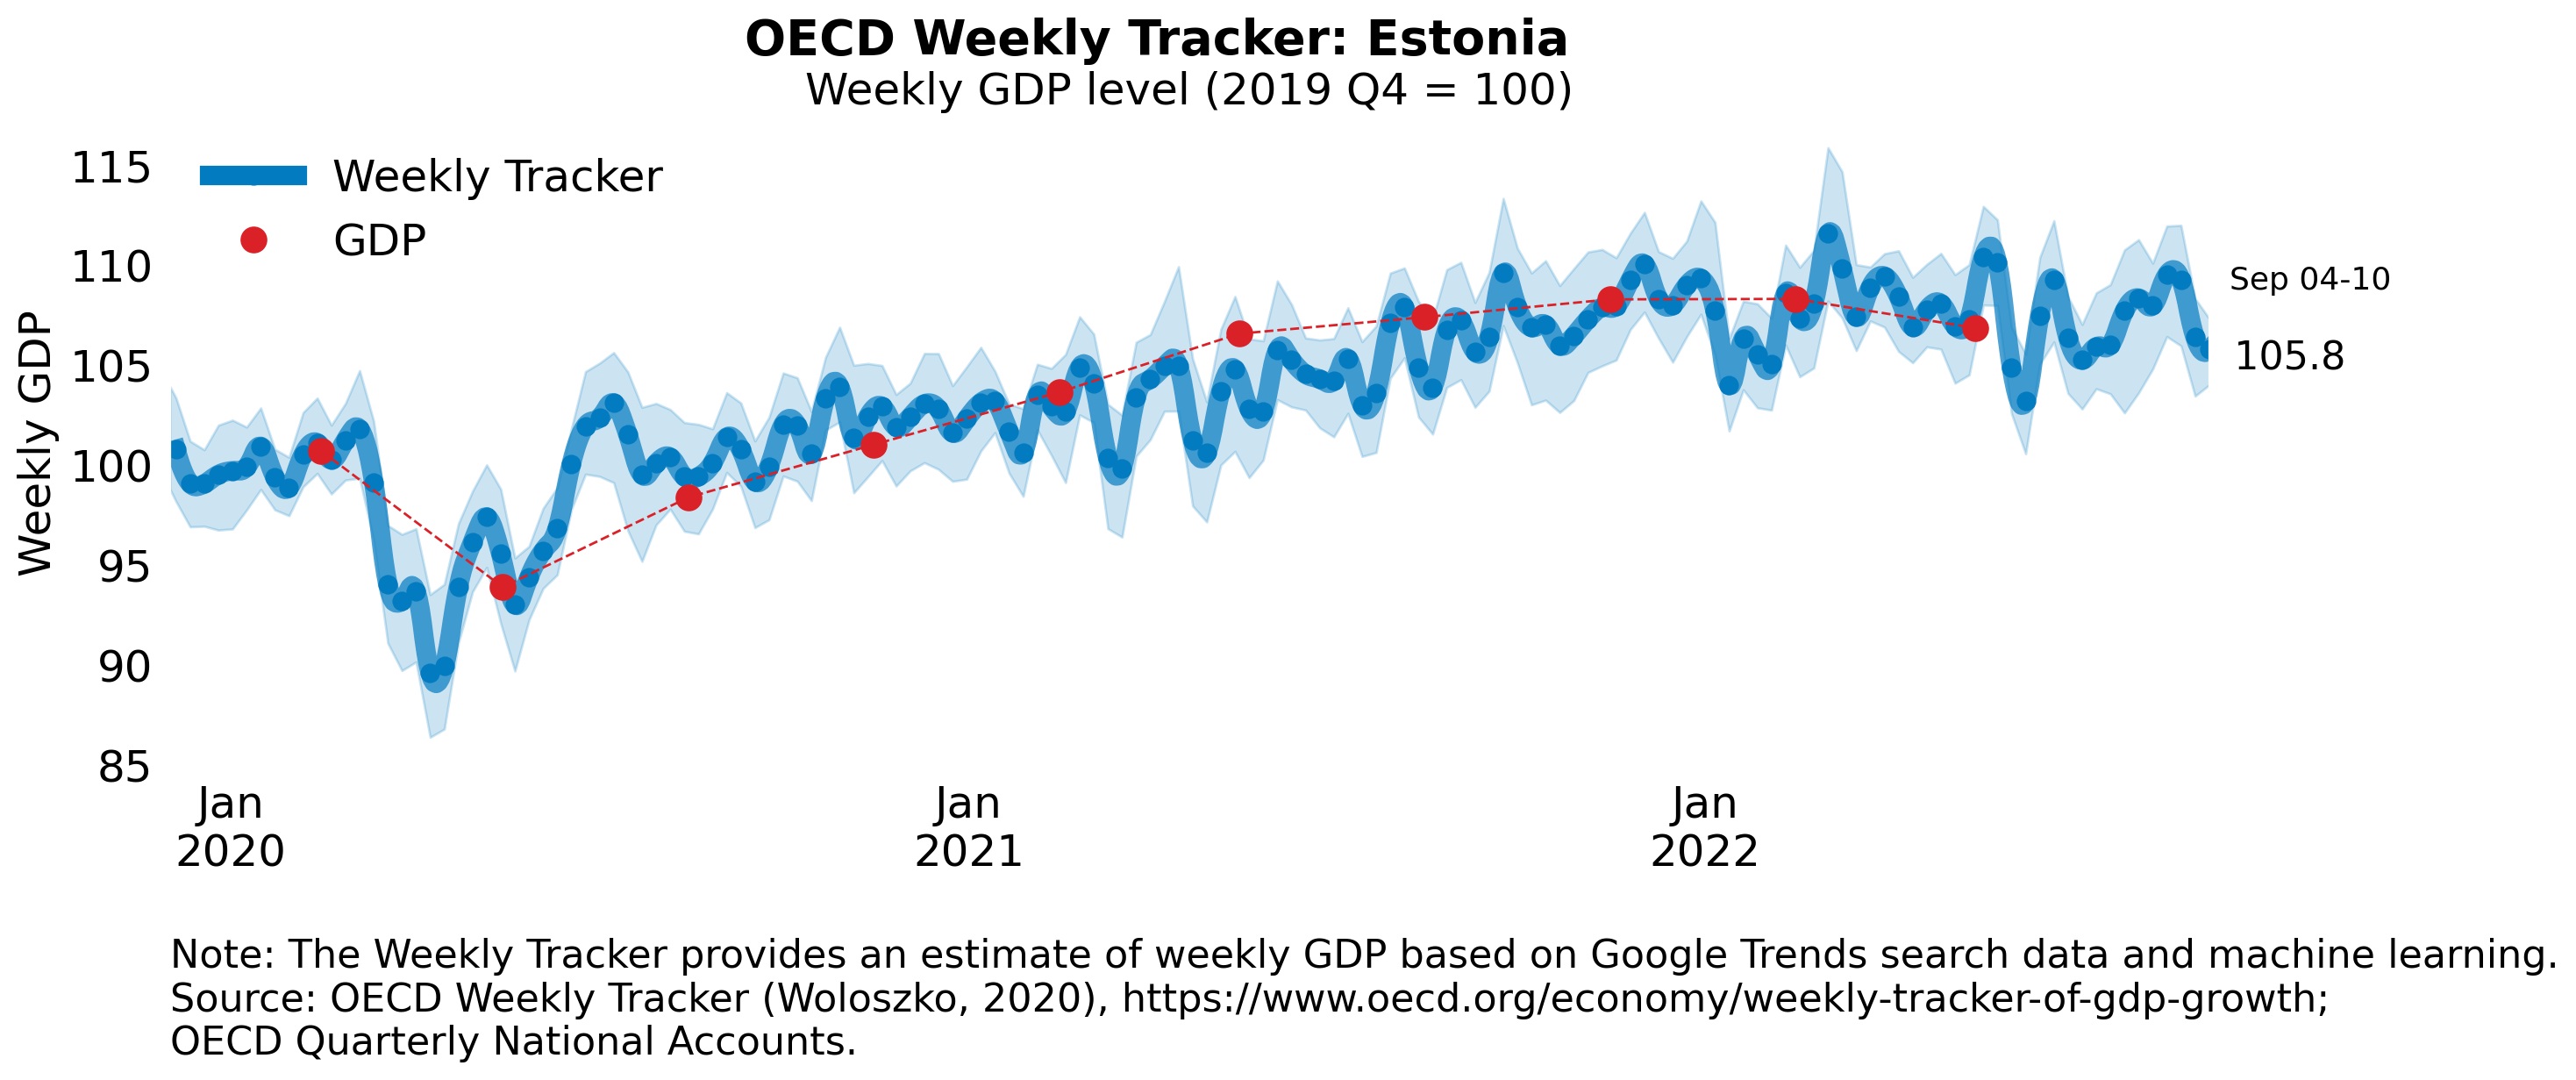 OECD Weekly Tracker: Estonia
Weekly GDP level (2019 Q4 = 100)
Weekly GDP
115
110
105
100
95
90
85
Weekly Tracker
GDP
Sep 04-10
105.8
Jan
2020
Jan
2021
Jan
2022
Note: The Weekly Tracker provides an estimate of weekly GDP based on Google Trends search data and machine learning.
Source: OECD Weekly Tracker (Woloszko, 2020), https://www.oecd.org/economy/weekly-tracker-of-gdp-growth;
OECD Quarterly National Accounts.